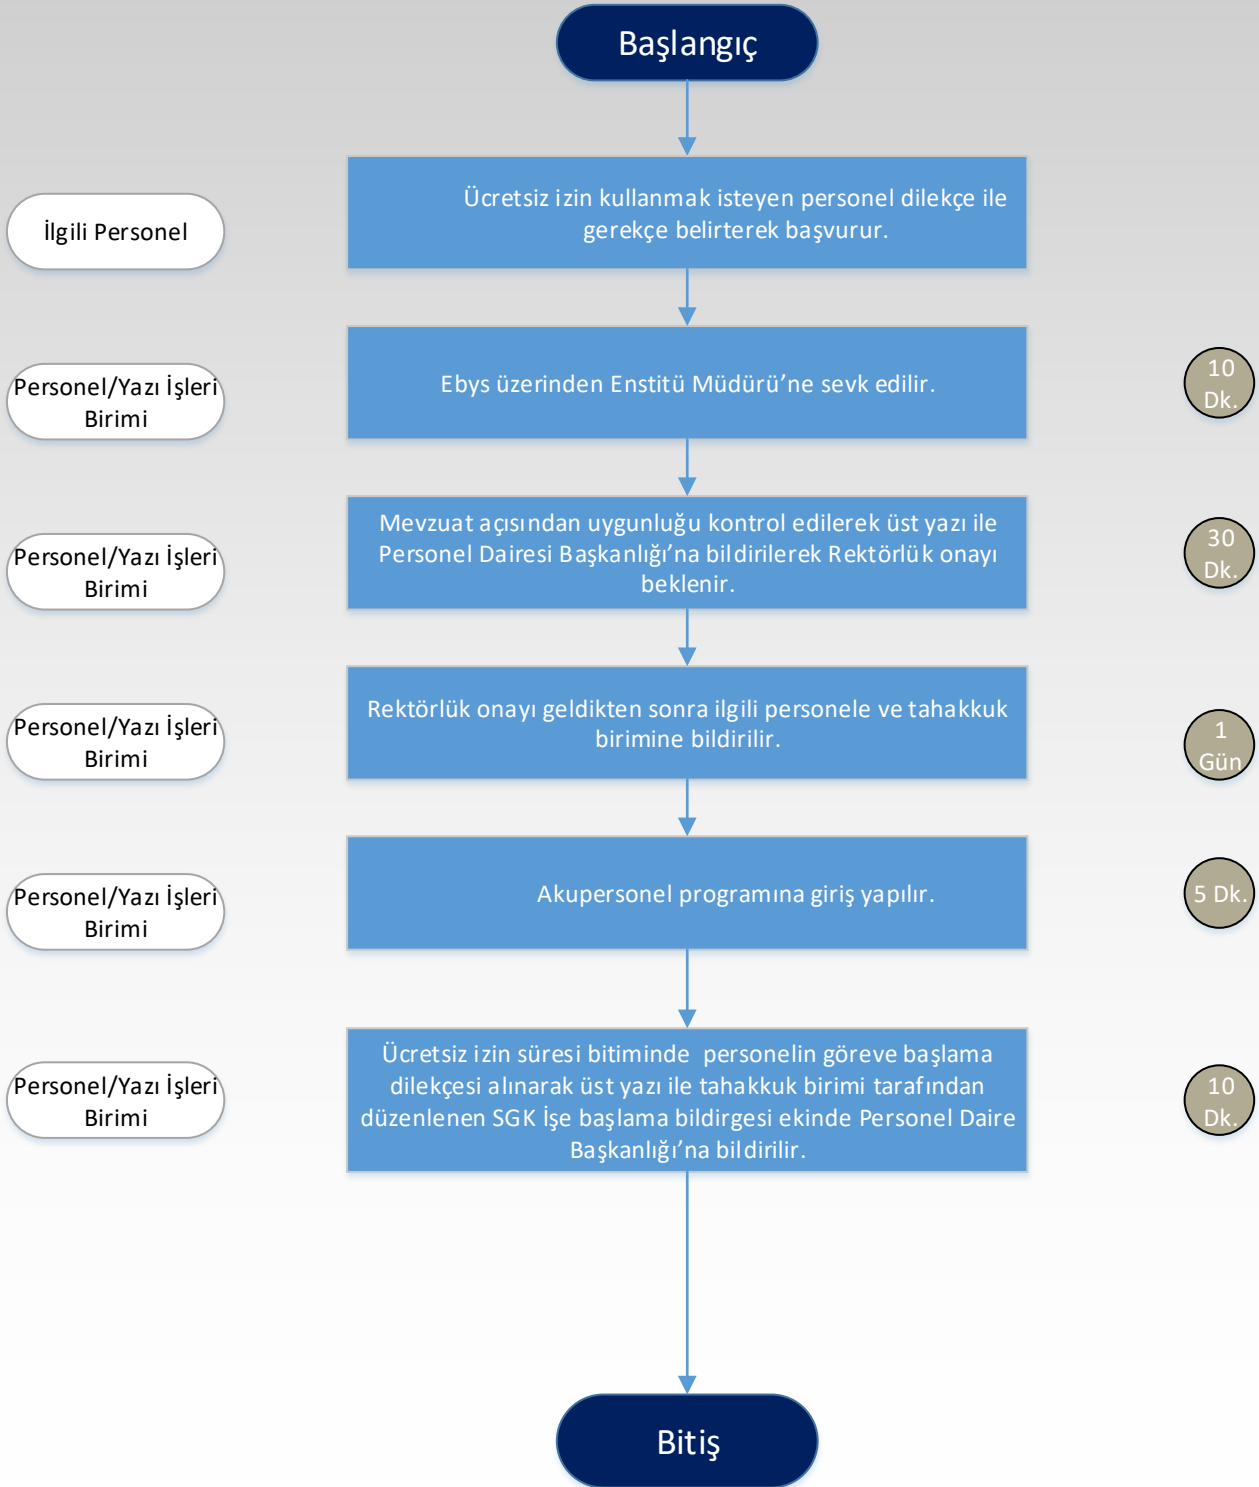 Başlangıç
İlgili Personel
Ücretsiz izin kullanmak isteyen personel dilekçe ile
gerekçe belirterek başvurur.
Personel/Yazı İşleri
Birimi
Ebys üzerinden Enstitü Müdürü’ne sevk edilir.
10
Dk.
Personel/Yazı İşleri
Birimi
Mevzuat açısından uygunluğu kontrol edilerek üst yazı ile
Personel Dairesi Başkanlığı’na bildirilerek Rektörlük onayı
beklenir.
30
Dk.
Personel/Yazı İşleri
Birimi
Rektörlük onayı geldikten sonra ilgili personele ve tahakkuk
birimine bildirilir.
1
Gün
Personel/Yazı İşleri
Birimi
Akupersonel programına giriş yapılır.
5 Dk.
Personel/Yazı İşleri
Birimi
Ücretsiz izin süresi bitiminde personelin göreve başlama
dilekçesi alınarak üst yazı ile tahakkuk birimi tarafından
düzenlenen SGK İşe başlama bildirgesi ekinde Personel Daire
Başkanlığı’na bildirilir.
10
Dk.
Bitiş